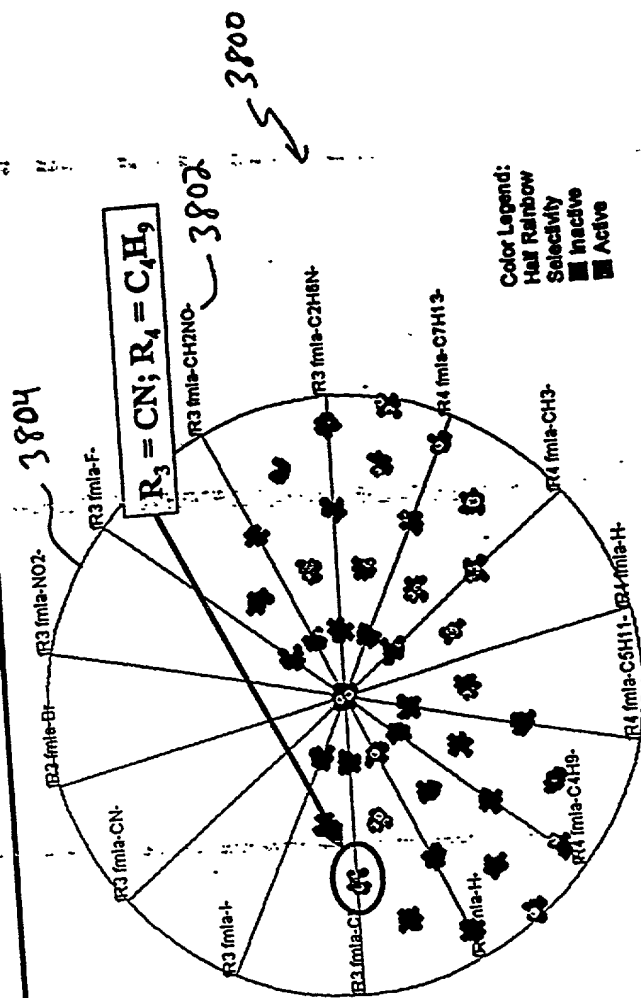 3800
3802
3804
R₃ = CN; R₄ = C₄H₉
R3 fmla-F-
R3 fmla-CH2NO-
R3 fmla-C2H6N-
R4 fmla-C7H13-
R4 fmla-CH3-
R4 fmla-H-
R4 fmla-C5H11-
R4 fmla-C4H9-
R3 fmla-Cl
R3 fmla-I-
R3 fmla-CN-
R3 fmla-Br
R3 fmla-NO2-
Color Legend:
Half Rainbow
Selectivity
Inactive
Active